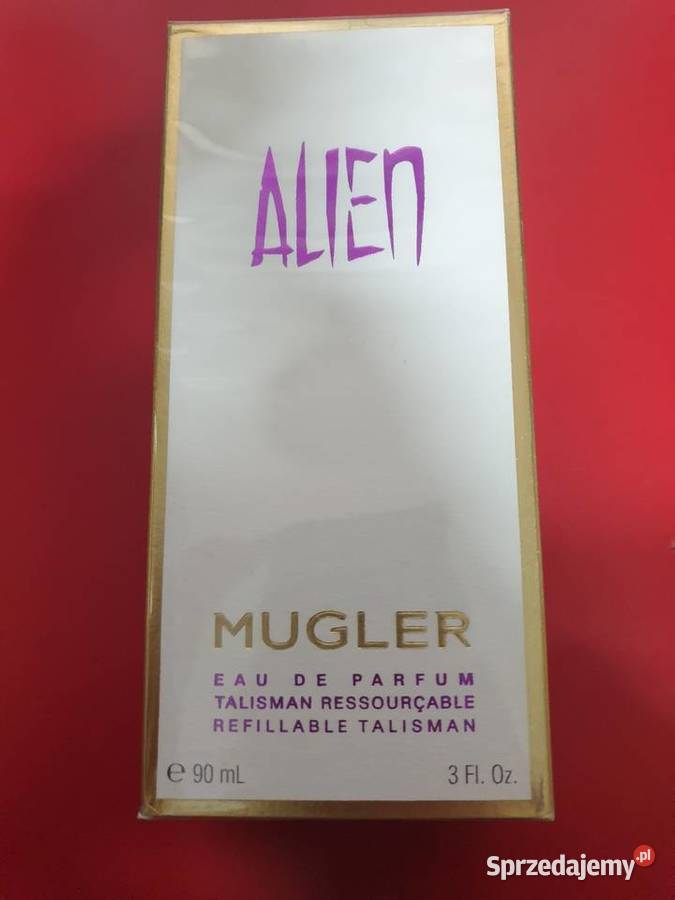 ALIEN
MUGLER
EAU DE PARFUM
TALISMAN RESSOURÇABLE
REFILLABLE TALISMAN
℮ 90 mL 3 Fl. Oz.
Sprzedajemy.pl